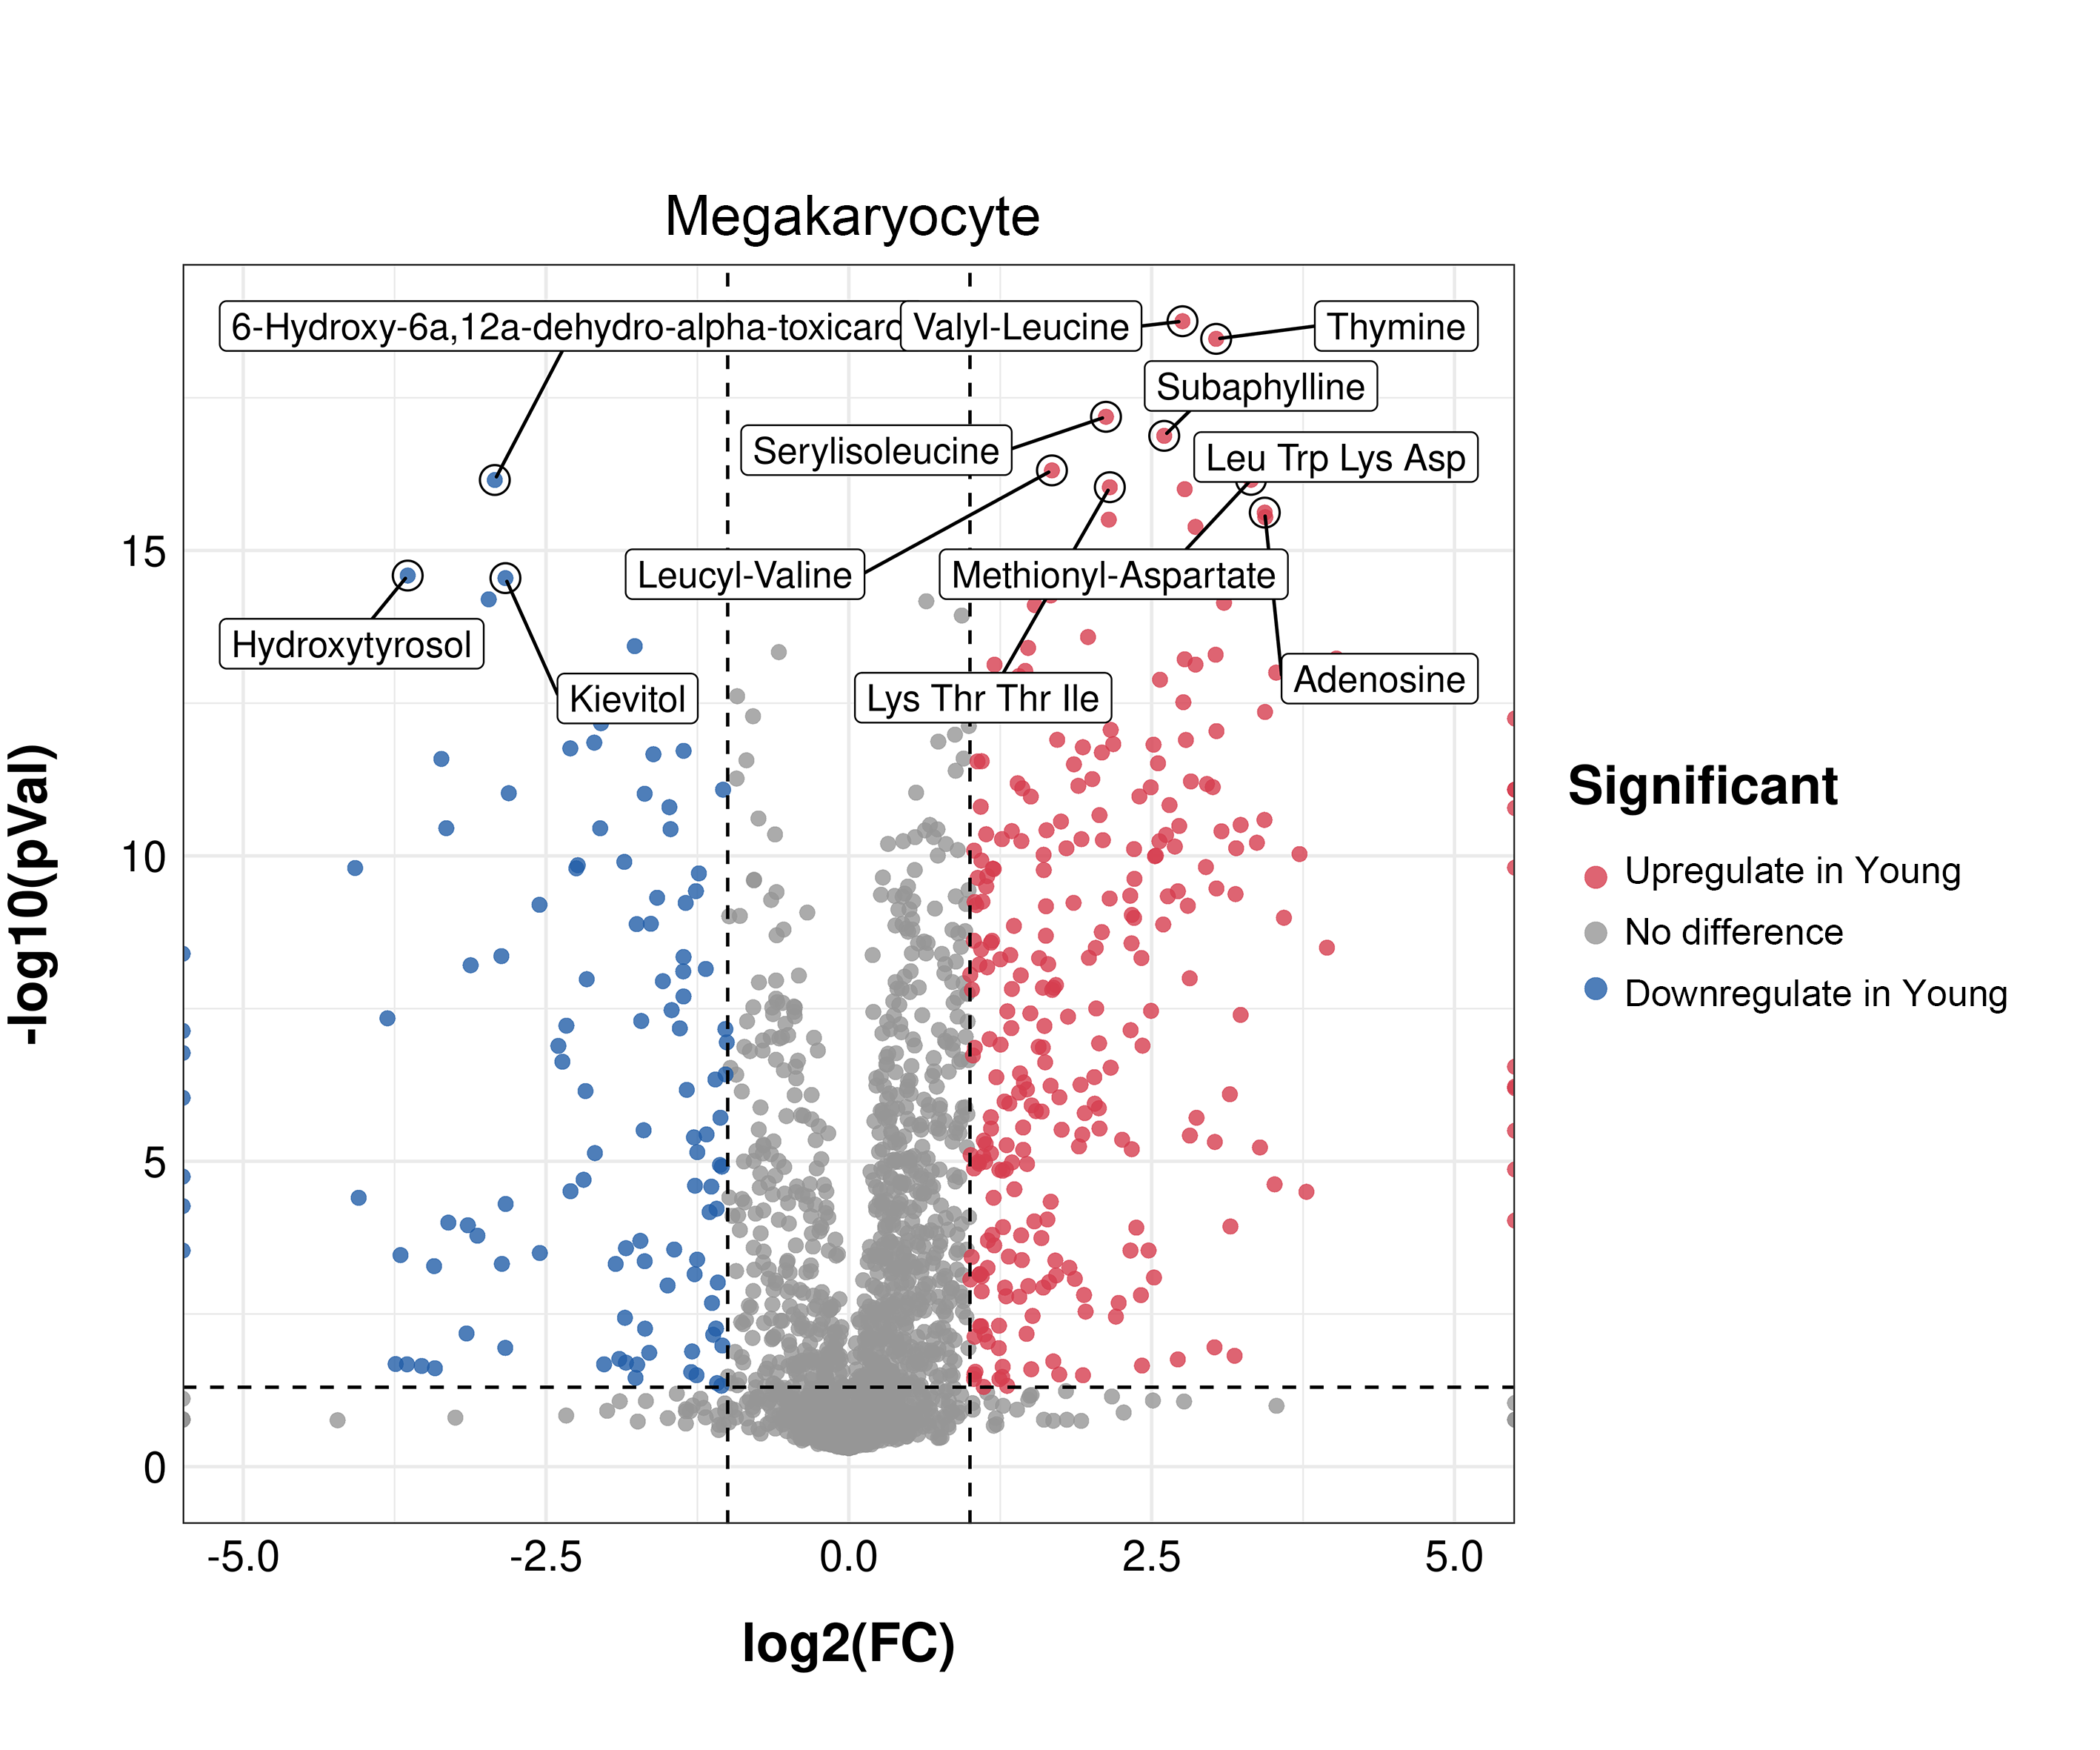 Megakaryocyte
6-Hydroxy-6a,12a-dehydro-alpha-toxicaro
Valyl-Leucine
Thymine
Subaphylline
Serylisoleucine
Leu Trp Lys Asp
Leucyl-Valine
Methionyl-Aspartate
Hydroxytyrosol
Kievitol
Lys Thr Thr Ile
Adenosine
15
10
5
0
-log10(pVal)
-5.0
-2.5
0.0
2.5
5.0
log2(FC)
Significant
Upregulate in Young
No difference
Downregulate in Young